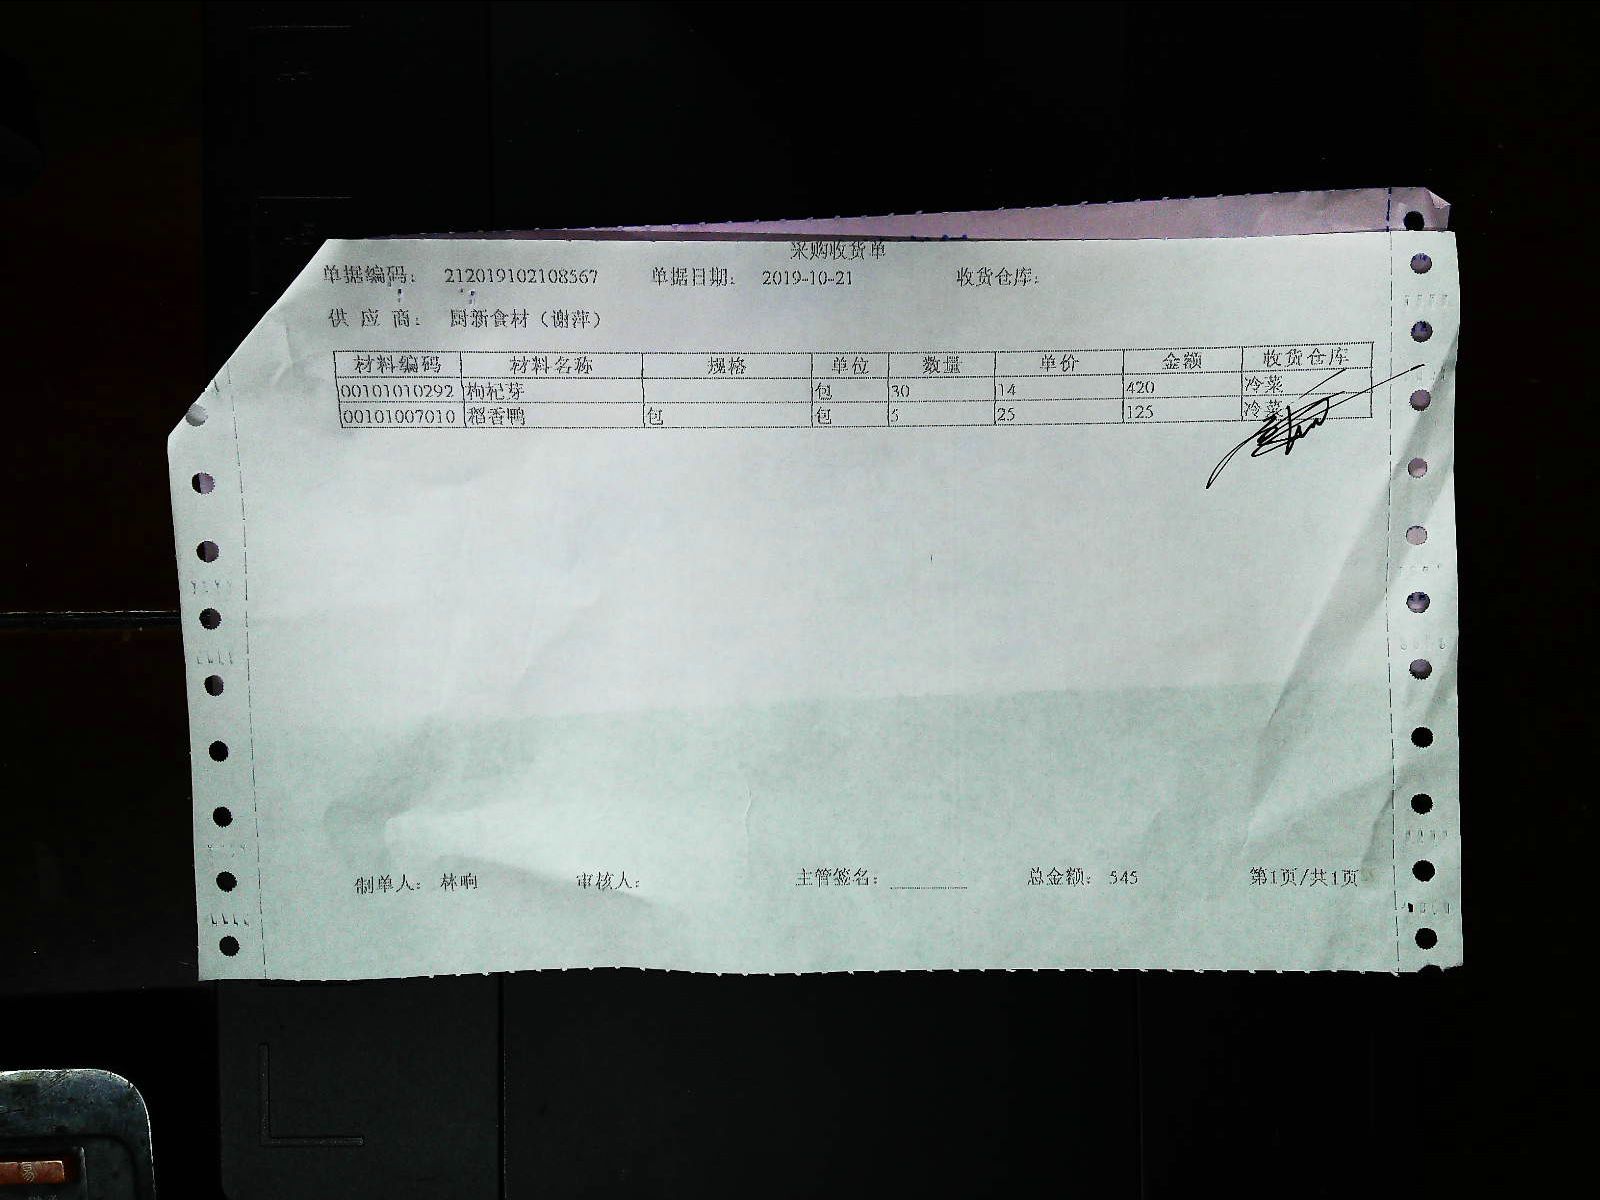 采购收货单
单据编码： 212019102108567 单据日期： 2019-10-21 收货仓库：
供 应 商： 厨新食材（谢萍）
材料编码 材料名称 规格 单位 数量 单价 金额 收货仓库
00101010292 枸杞芽 包 30 14 420 冷菜
00101007010 稻香鸭 包 包 5 25 125 冷菜
制单人： 林晌 审核人： 主管签名： 总金额： 545 第1页/共1页